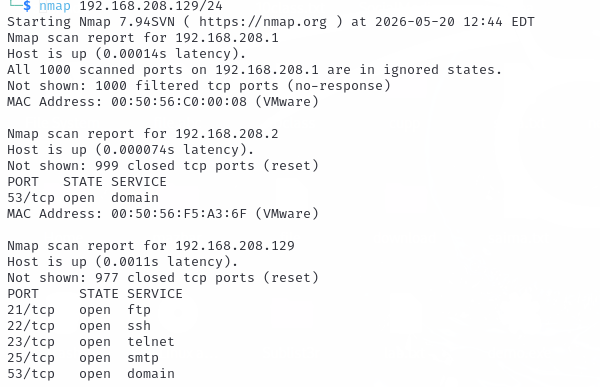 └─$ nmap 192.168.208.129/24
Starting Nmap 7.94SVN ( https://nmap.org ) at 2026-05-20 12:44 EDT
Nmap scan report for 192.168.208.1
Host is up (0.00014s latency).
All 1000 scanned ports on 192.168.208.1 are in ignored states.
Not shown: 1000 filtered tcp ports (no-response)
MAC Address: 00:50:56:C0:00:08 (VMware)

Nmap scan report for 192.168.208.2
Host is up (0.000074s latency).
Not shown: 999 closed tcp ports (reset)
PORT   STATE SERVICE
53/tcp open  domain
MAC Address: 00:50:56:F5:A3:6F (VMware)

Nmap scan report for 192.168.208.129
Host is up (0.0011s latency).
Not shown: 977 closed tcp ports (reset)
PORT     STATE SERVICE
21/tcp   open  ftp
22/tcp   open  ssh
23/tcp   open  telnet
25/tcp   open  smtp
53/tcp   open  domain